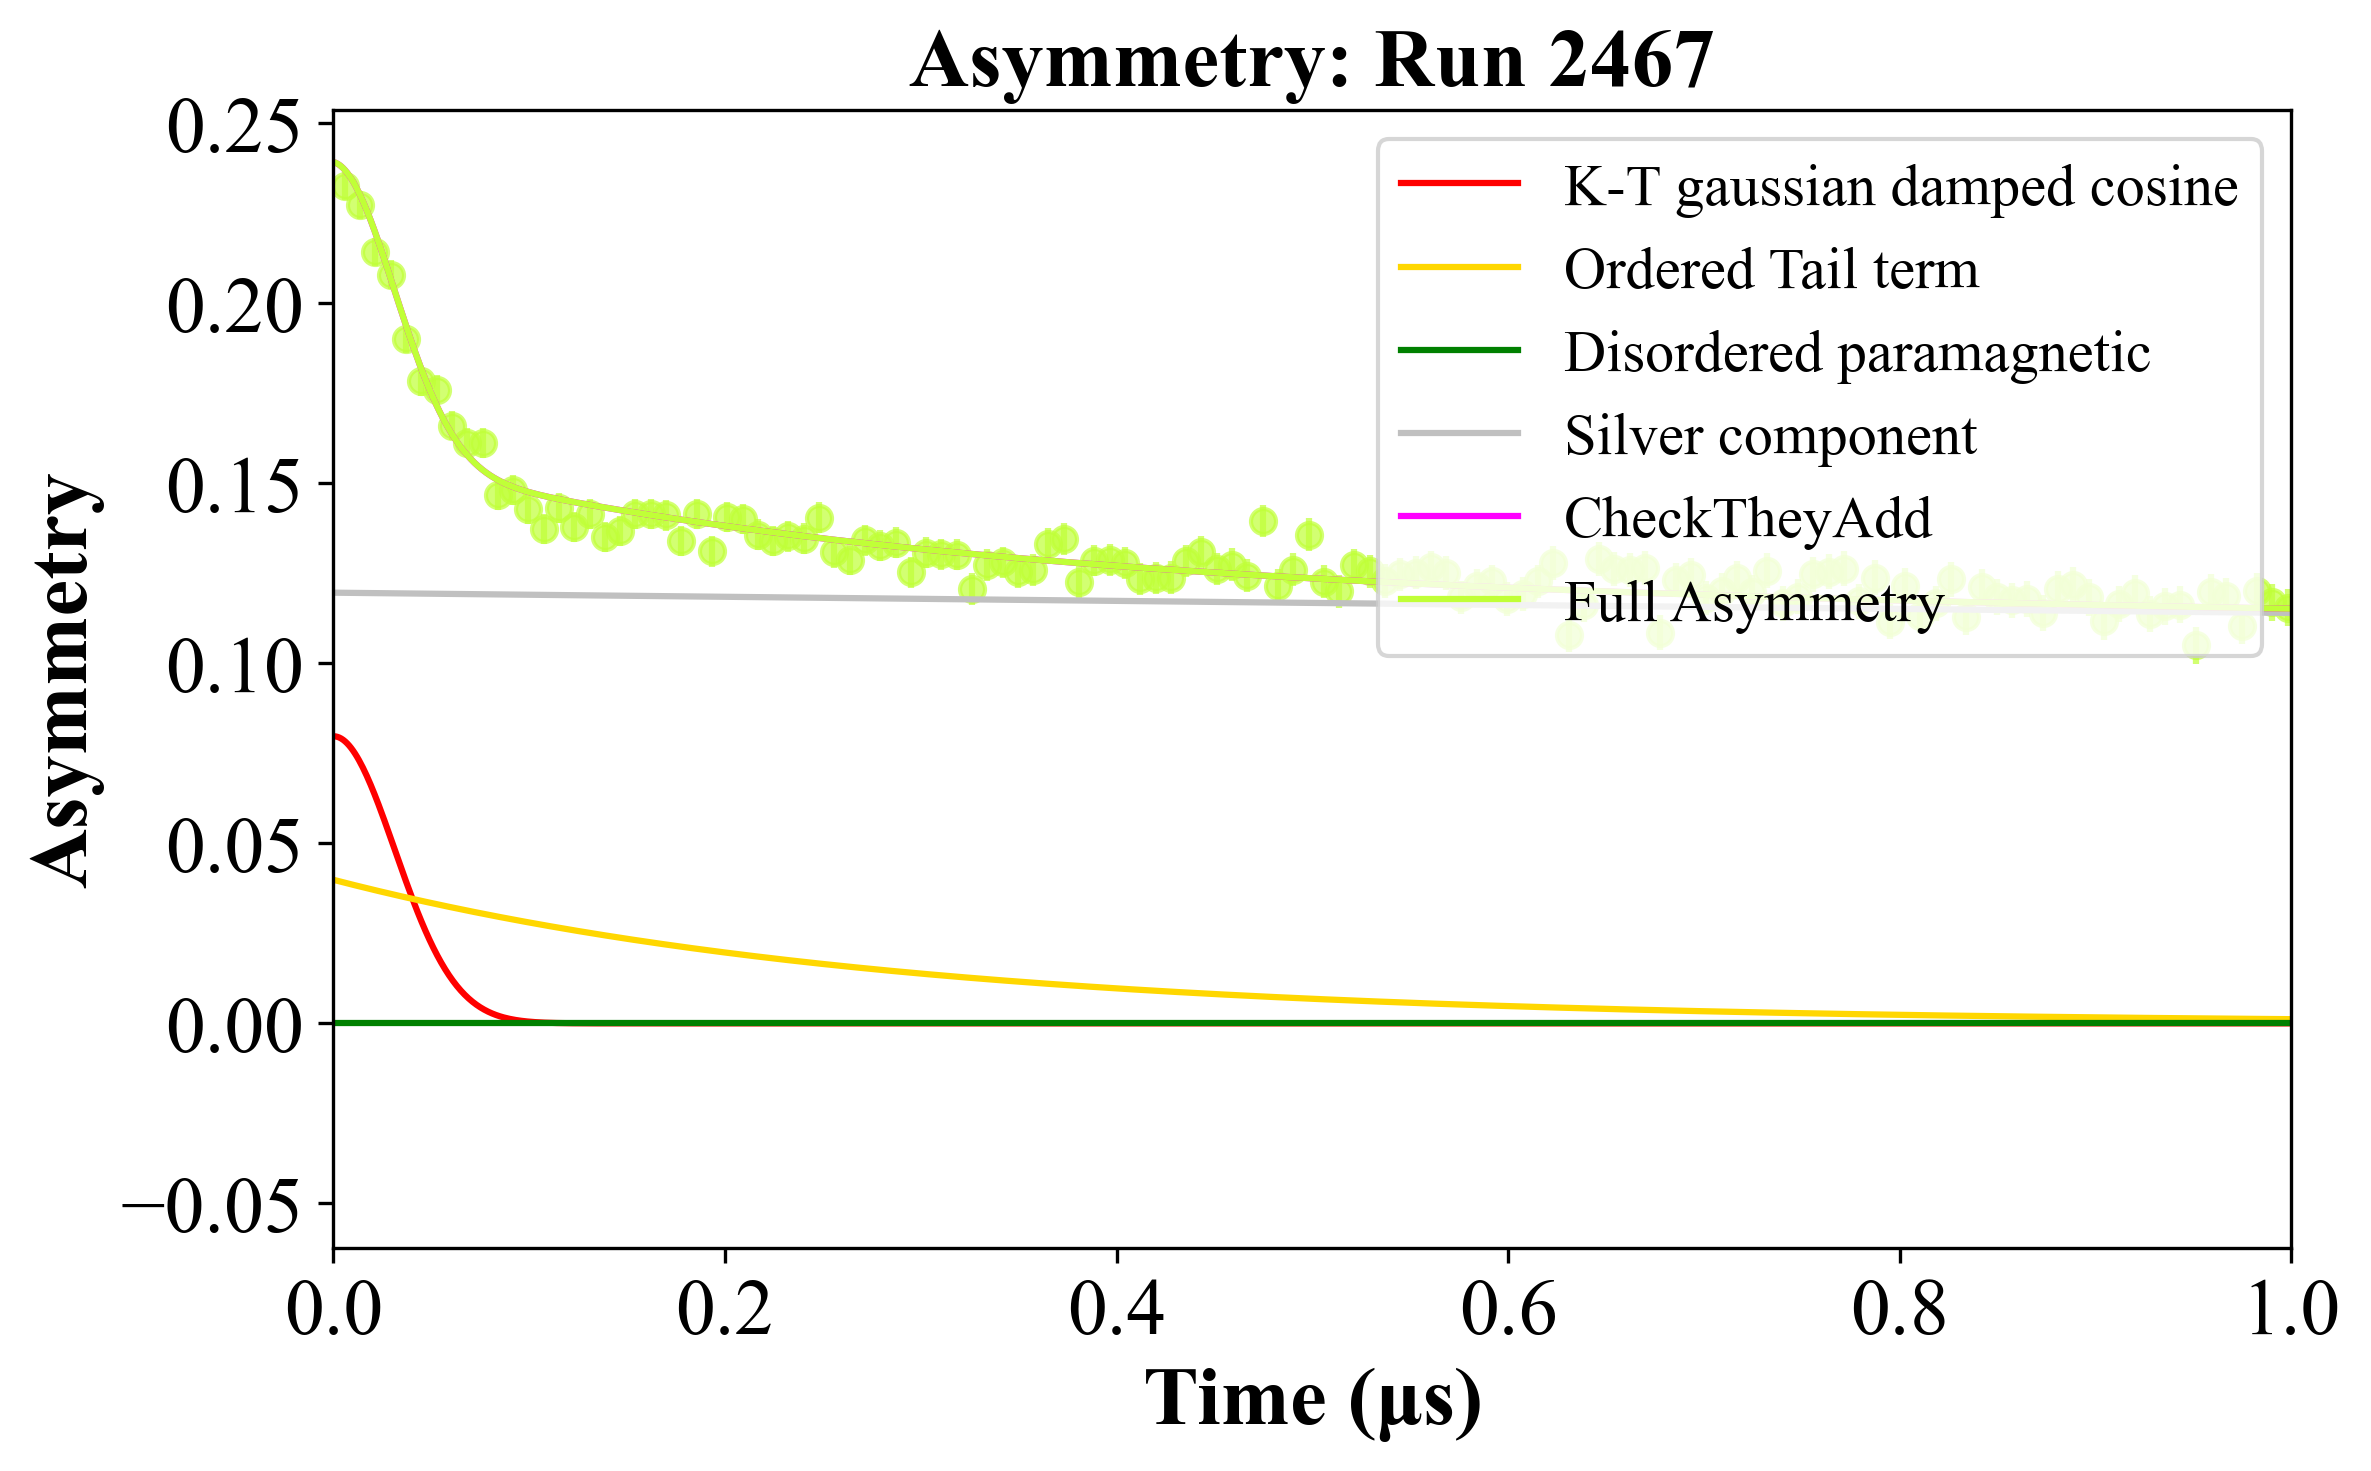 Asymmetry: Run 2467
0.25
0.20
0.15
0.10
0.05
0.00
−0.05
Asymmetry
K-T gaussian damped cosine
Ordered Tail term
Disordered paramagnetic
Silver component
CheckTheyAdd
Full Asymmetry
0.0 0.2 0.4 0.6 0.8 1.0
Time (μs)